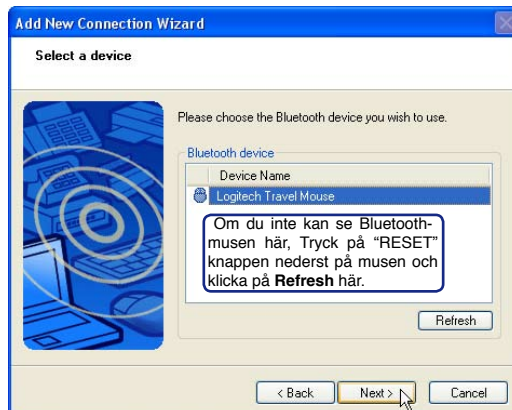 Add New Connection Wizard
Select a device
Please choose the Bluetooth device you wish to use.
Bluetooth device
Device Name
Logitech Travel Mouse
Om du inte kan se Bluetooth-
musen här, Tryck på “RESET”
knappen nederst på musen och
klicka på Refresh här.
Refresh
< Back Next > Cancel